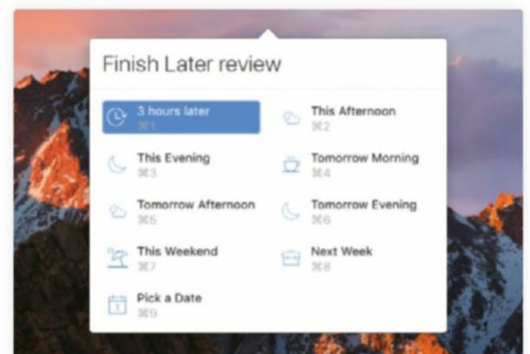 Finish Later review
3 hours later
⌘1
This Afternoon
⌘2
This Evening
⌘3
Tomorrow Morning
⌘4
Tomorrow Afternoon
⌘5
Tomorrow Evening
⌘6
This Weekend
⌘7
Next Week
⌘8
Pick a Date
⌘9